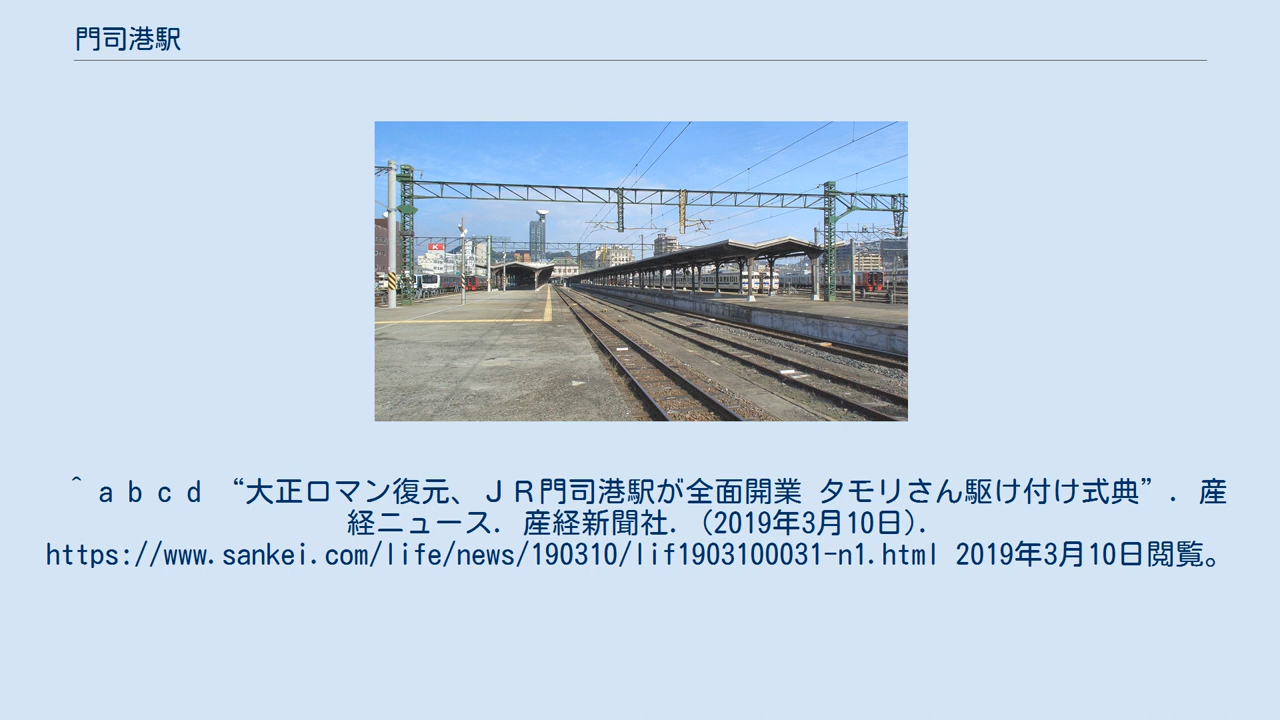 門司港駅
K
^ a b c d “大正ロマン復元、ＪＲ門司港駅が全面開業 タモリさん駆け付け式典”. 産
経ニュース. 産経新聞社. (2019年3月10日).
https://www.sankei.com/life/news/190310/lif1903100031-n1.html 2019年3月10日閲覧。